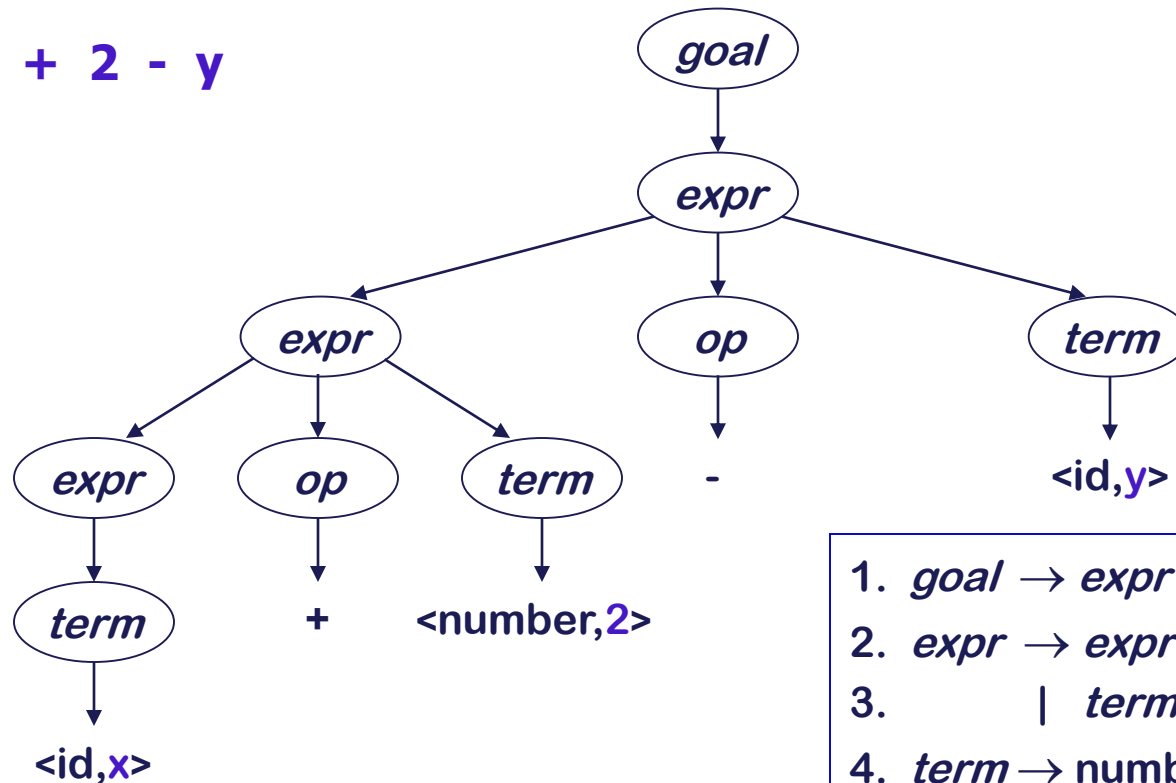 + 2 - y
goal
expr
expr op term
expr op term - <id,y>
term + <number,2>
<id,x>
1. goal → expr
2. expr → expr
3. | term
4. term →